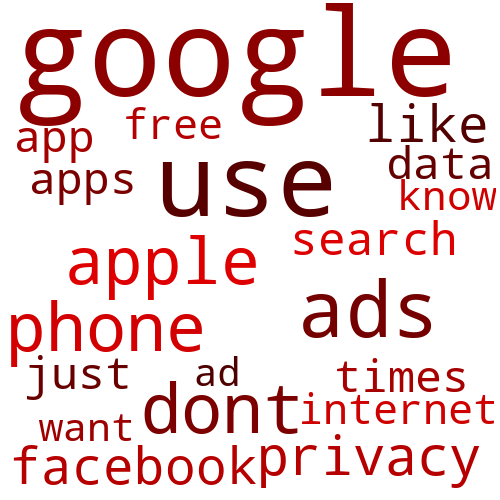 google
app free like
apps use data
know
apple search
phone ads
just ad times
want dont internet
facebook privacy